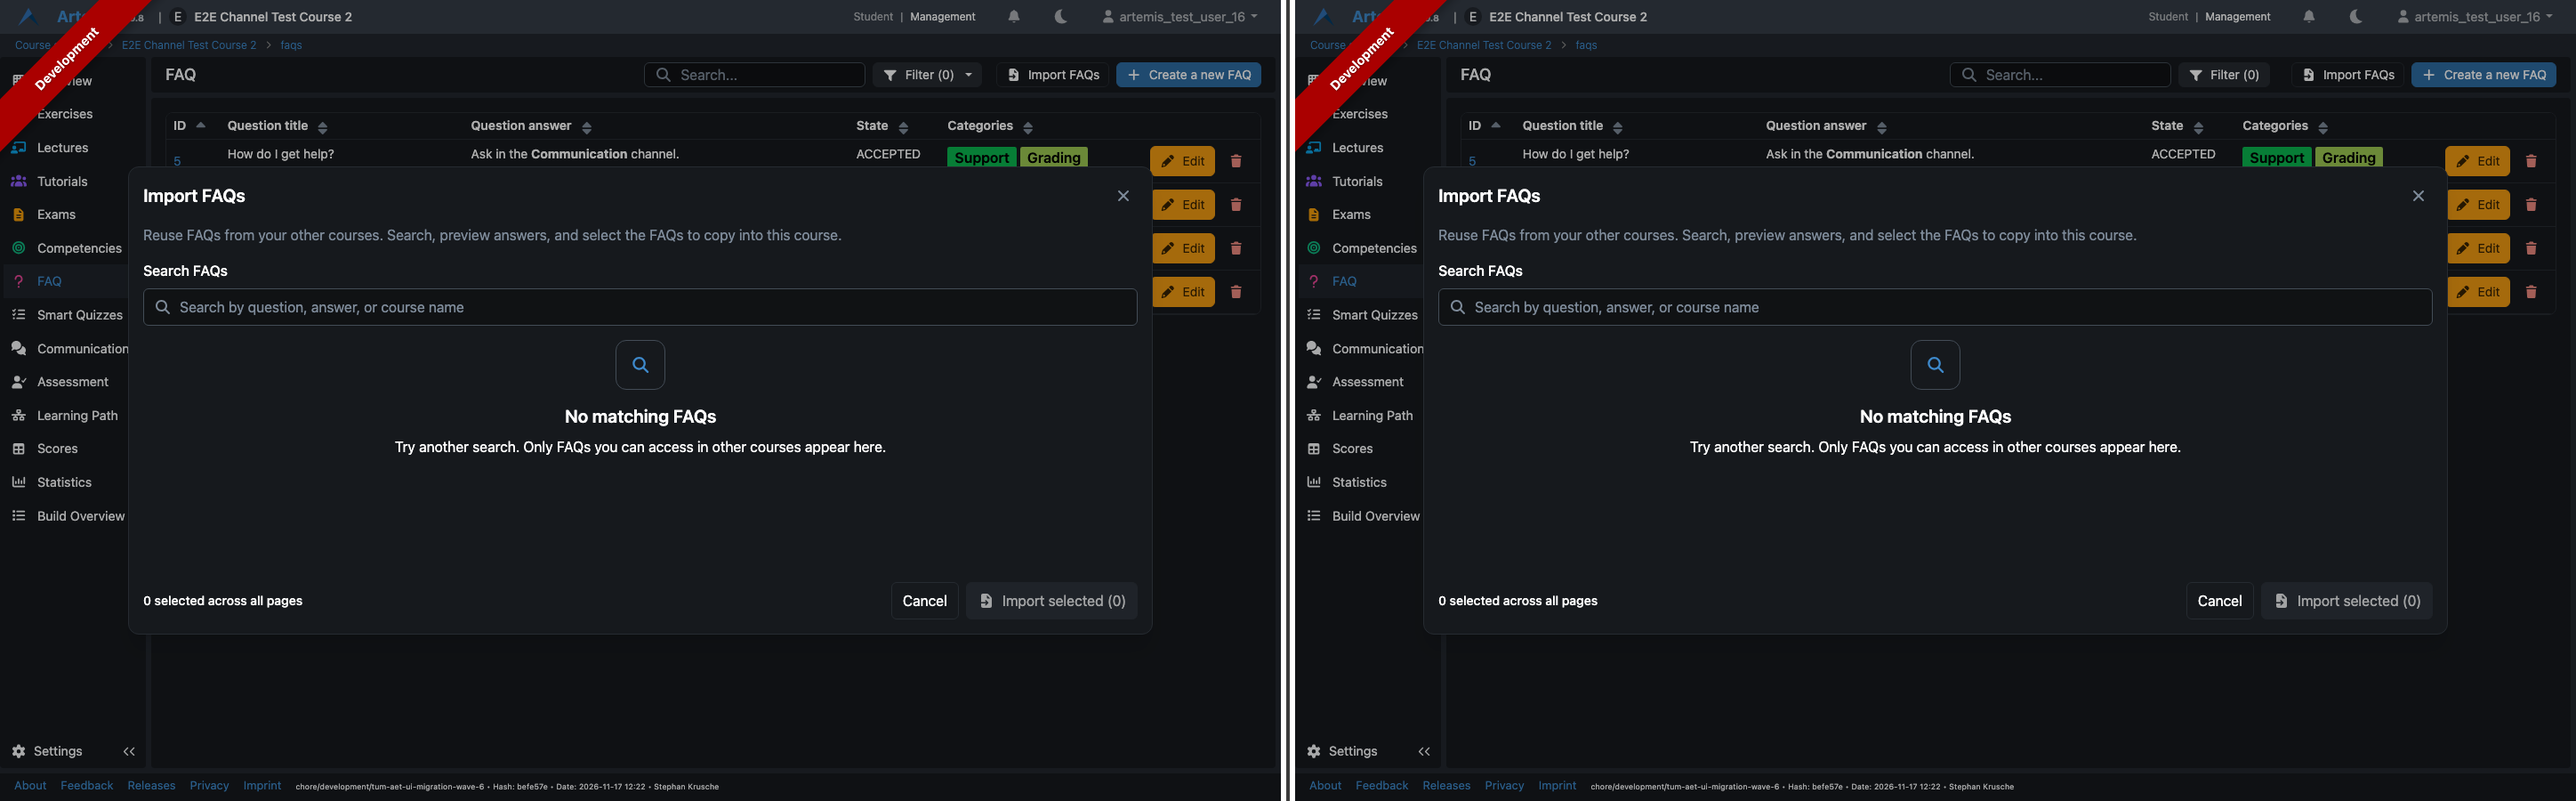 E E2E Channel Test Course 2
Student | Management
artemis_test_user_16
Development
Course
E2E Channel Test Course 2
faqs
FAQ
Search...
Filter (0)
Import FAQs
Create a new FAQ
Exercises
Lectures
Tutorials
Exams
Competencies
FAQ
Smart Quizzes
Communication
Assessment
Learning Path
Scores
Statistics
Build Overview
Settings
ID Question title Question answer State Categories
5 How do I get help? Ask in the Communication channel. ACCEPTED Support Grading Edit
Edit
Edit
Edit
Import FAQs
Reuse FAQs from your other courses. Search, preview answers, and select the FAQs to copy into this course.
Search FAQs
Search by question, answer, or course name
No matching FAQs
Try another search. Only FAQs you can access in other courses appear here.
0 selected across all pages
Cancel
Import selected (0)
About Feedback Releases Privacy Imprint chore/development/tum-aet-ui-migration-wave-6 • Hash: befe57e • Date: 2026-11-17 12:22 • Stephan Krusche
E E2E Channel Test Course 2
Student | Management
artemis_test_user_16
Development
Course
E2E Channel Test Course 2
faqs
FAQ
Search...
Filter (0)
Import FAQs
Create a new FAQ
Exercises
Lectures
Tutorials
Exams
Competencies
FAQ
Smart Quizzes
Communication
Assessment
Learning Path
Scores
Statistics
Build Overview
Settings
ID Question title Question answer State Categories
5 How do I get help? Ask in the Communication channel. ACCEPTED Support Grading Edit
Edit
Edit
Edit
Import FAQs
Reuse FAQs from your other courses. Search, preview answers, and select the FAQs to copy into this course.
Search FAQs
Search by question, answer, or course name
No matching FAQs
Try another search. Only FAQs you can access in other courses appear here.
0 selected across all pages
Cancel
Import selected (0)
About Feedback Releases Privacy Imprint chore/development/tum-aet-ui-migration-wave-6 • Hash: befe57e • Date: 2026-11-17 12:22 • Stephan Krusche